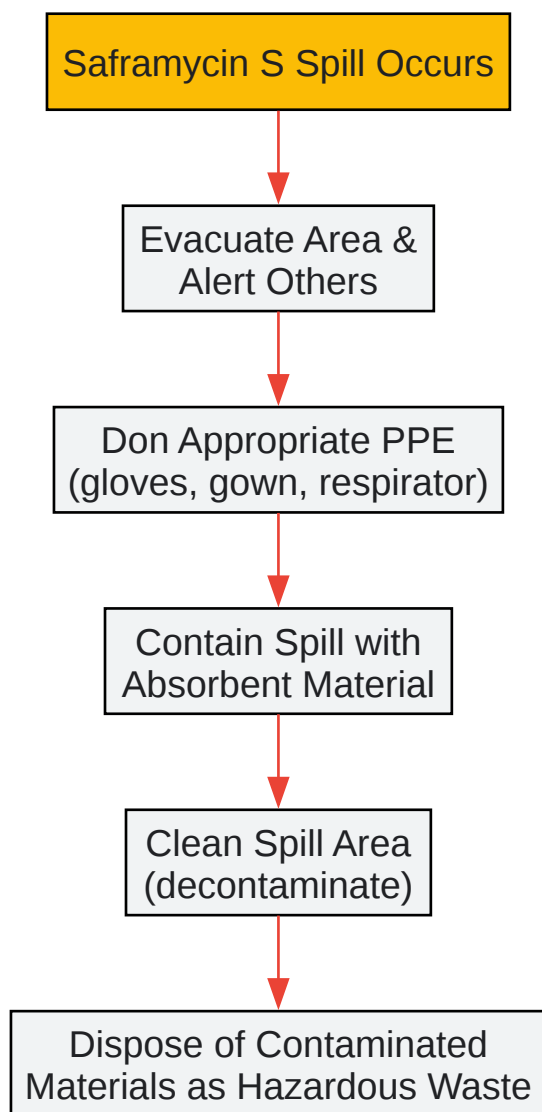 Saframycin S Spill Occurs
Evacuate Area &
Alert Others
Don Appropriate PPE
(gloves, gown, respirator)
Contain Spill with
Absorbent Material
Clean Spill Area
(decontaminate)
Dispose of Contaminated
Materials as Hazardous Waste